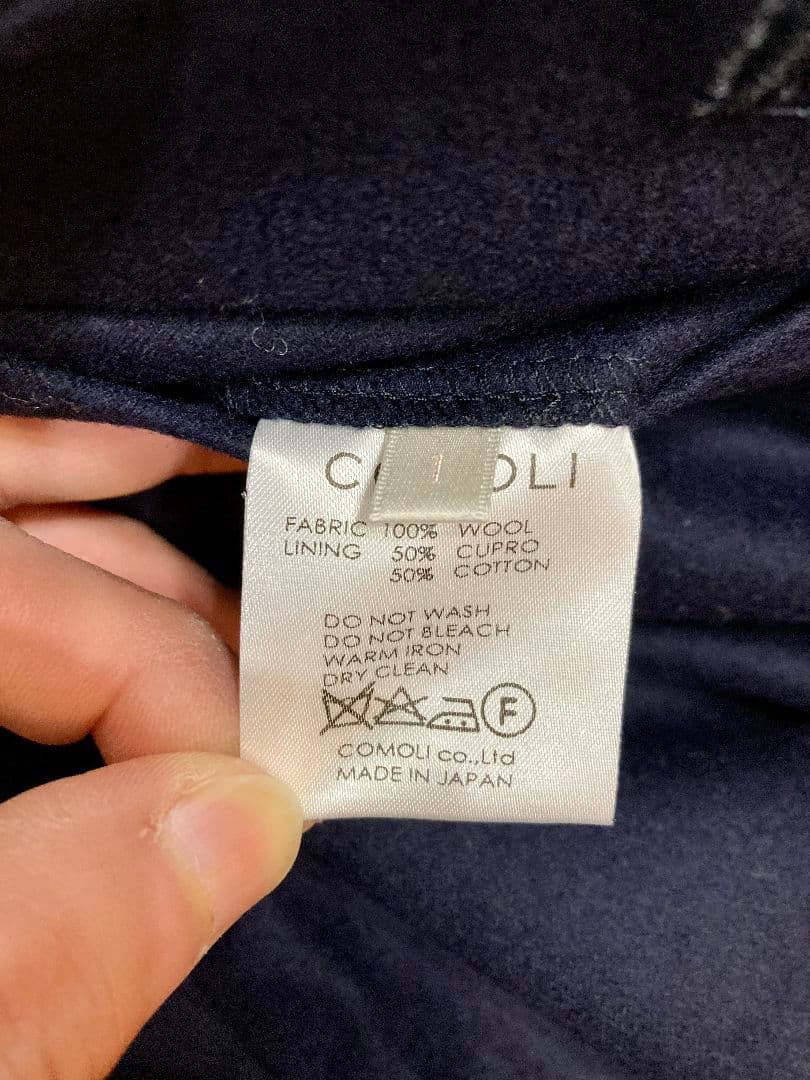 COMOLI
1
FABRIC 100% WOOL
LINING 50% CUPRO
50% COTTON
DO NOT WASH
DO NOT BLEACH
WARM IRON
DRY CLEAN
F
COMOLI co.,Ltd
MADE IN JAPAN